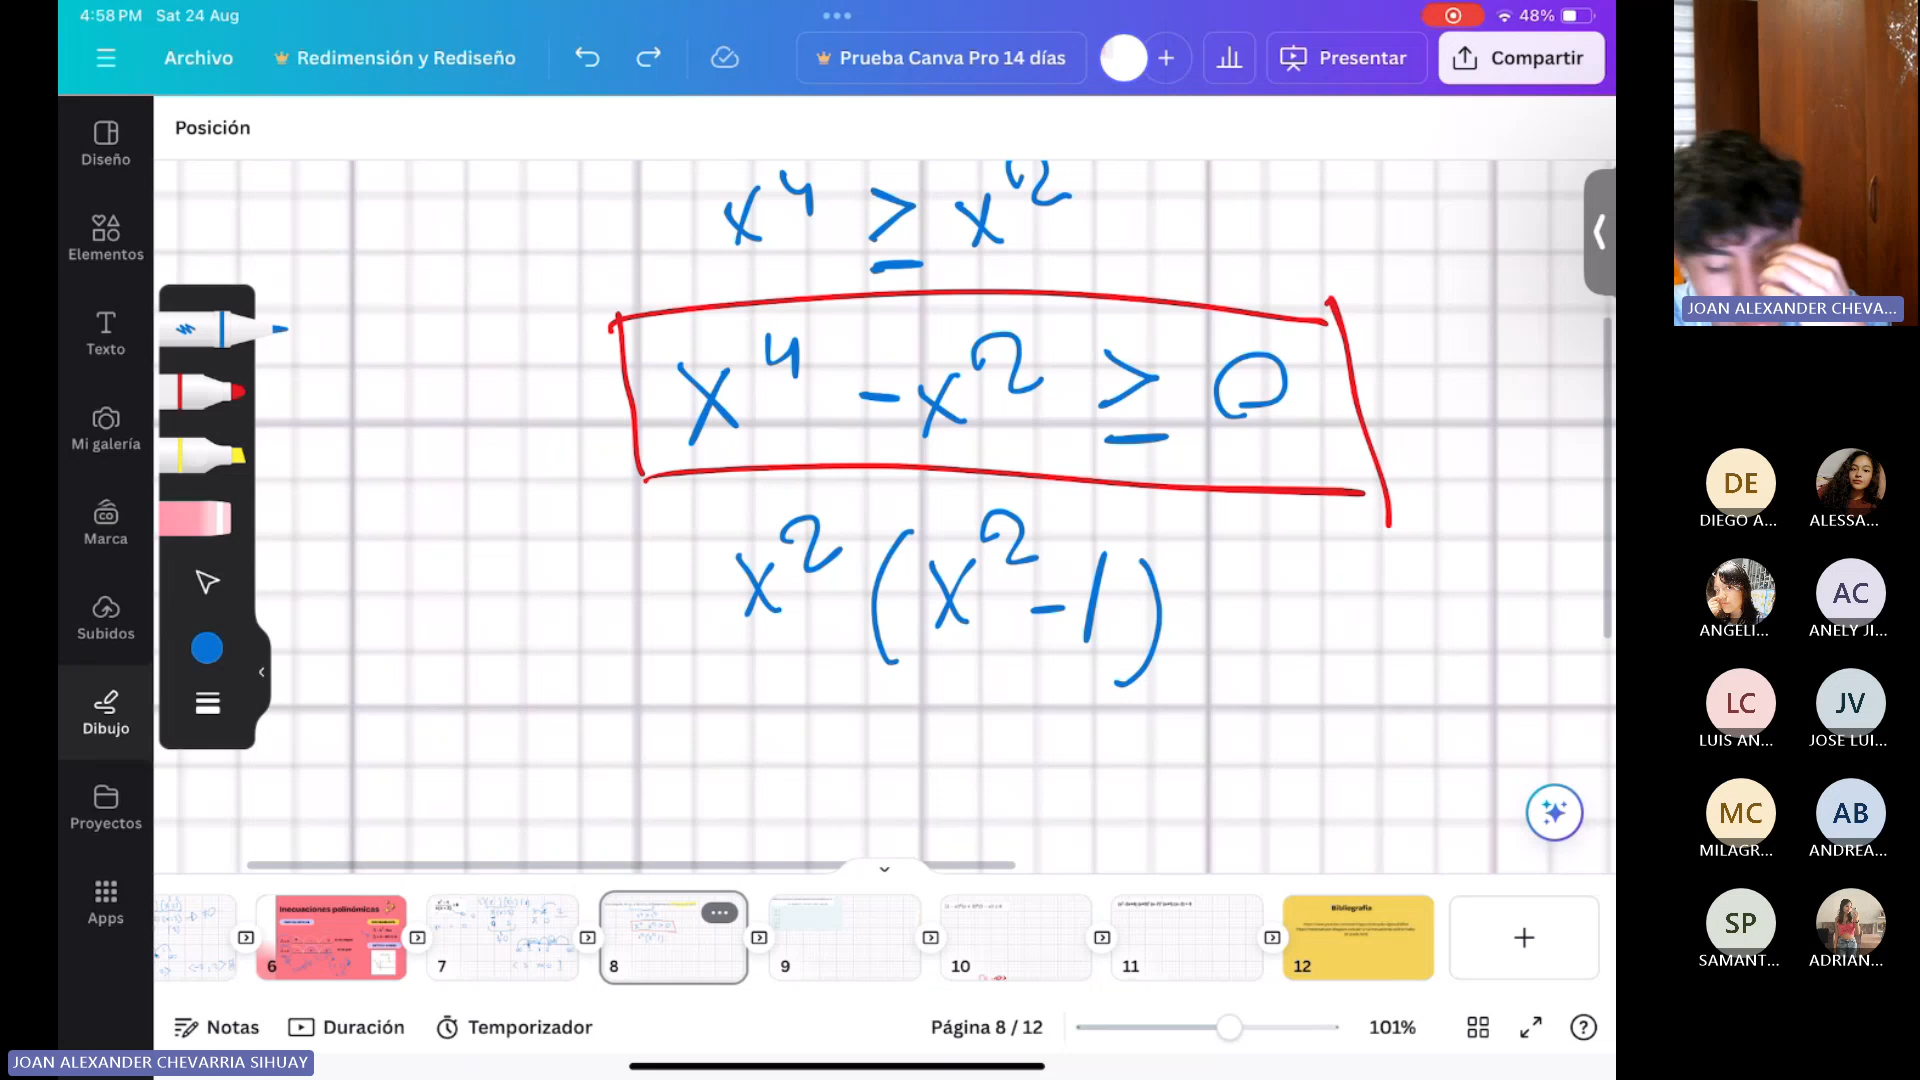 4:58 PM Sat 24 Aug
48%
Archivo
Redimensión y Rediseño
Prueba Canva Pro 14 días
Presentar
Compartir
Posición
Diseño
Elementos
Texto
Mi galería
Marca
Subidos
Dibujo
Proyectos
Apps
x⁴ ≥ x²
x⁴ - x² ≥ 0
x² (x² - 1)
JOAN ALEXANDER CHEVA...
DE
DIEGO A...
ALESSA...
ANGELI...
AC
ANELY JI...
LC
LUIS AN...
JV
JOSE LUI...
MC
MILAGR...
AB
ANDREA...
SP
SAMANT...
ADRIAN...
6
Inecuaciones polinómicas
7
8
9
10
11
12
Bibliografía
Notas
Duración
Temporizador
Página 8 / 12
101%
JOAN ALEXANDER CHEVARRIA SIHUAY